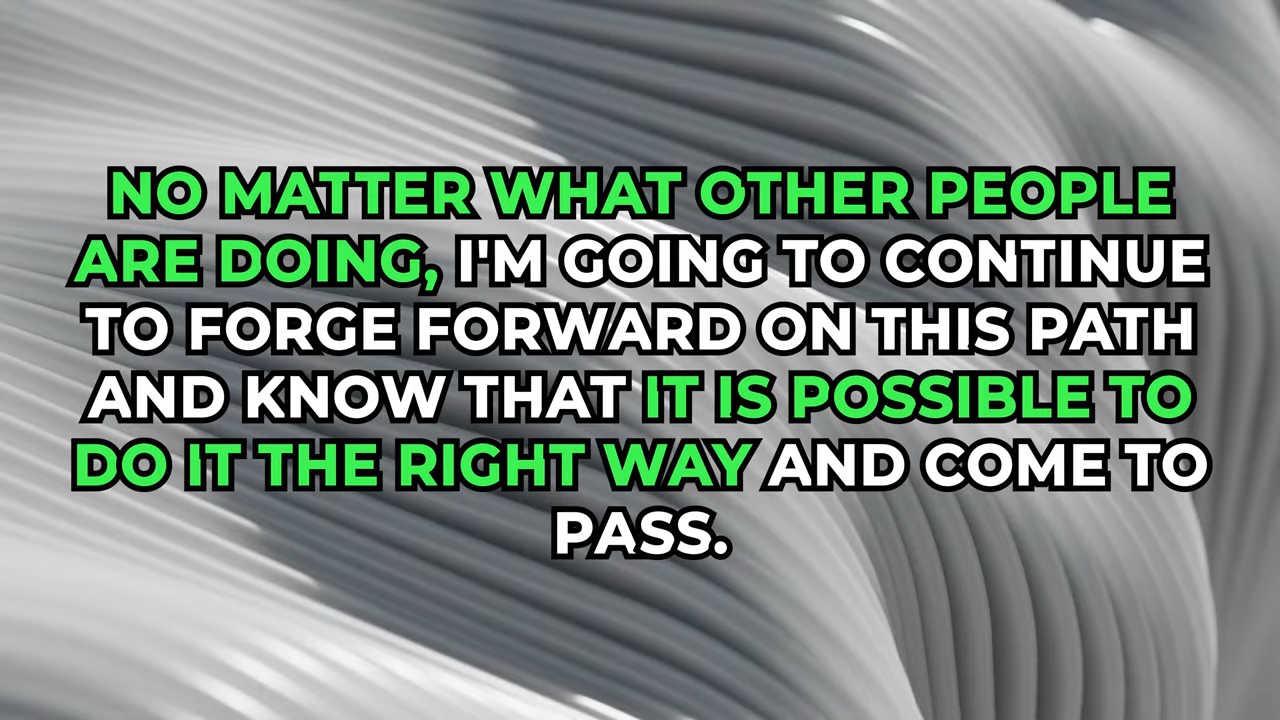 NO MATTER WHAT OTHER PEOPLE
ARE DOING, I'M GOING TO CONTINUE
TO FORGE FORWARD ON THIS PATH
AND KNOW THAT IT IS POSSIBLE TO
DO IT THE RIGHT WAY AND COME TO
PASS.